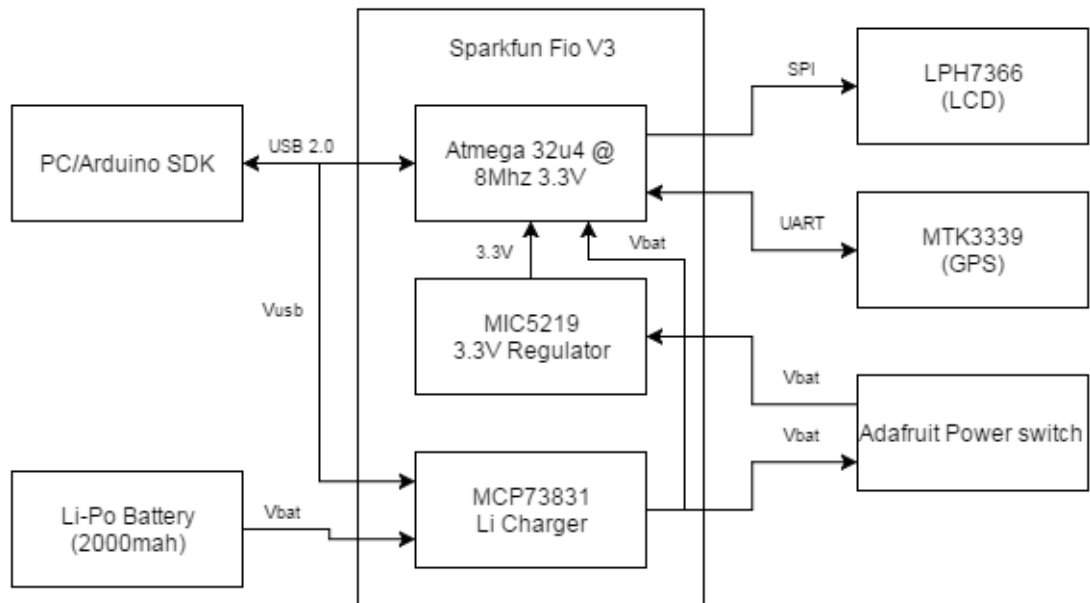 Sparkfun Fio V3
PC/Arduino SDK
USB 2.0
Atmega 32u4 @
8Mhz 3.3V
SPI
LPH7366
(LCD)
UART
MTK3339
(GPS)
3.3V
Vbat
Vusb
MIC5219
3.3V Regulator
Vbat
Adafruit Power switch
Vbat
Li-Po Battery
(2000mah)
Vbat
MCP73831
Li Charger